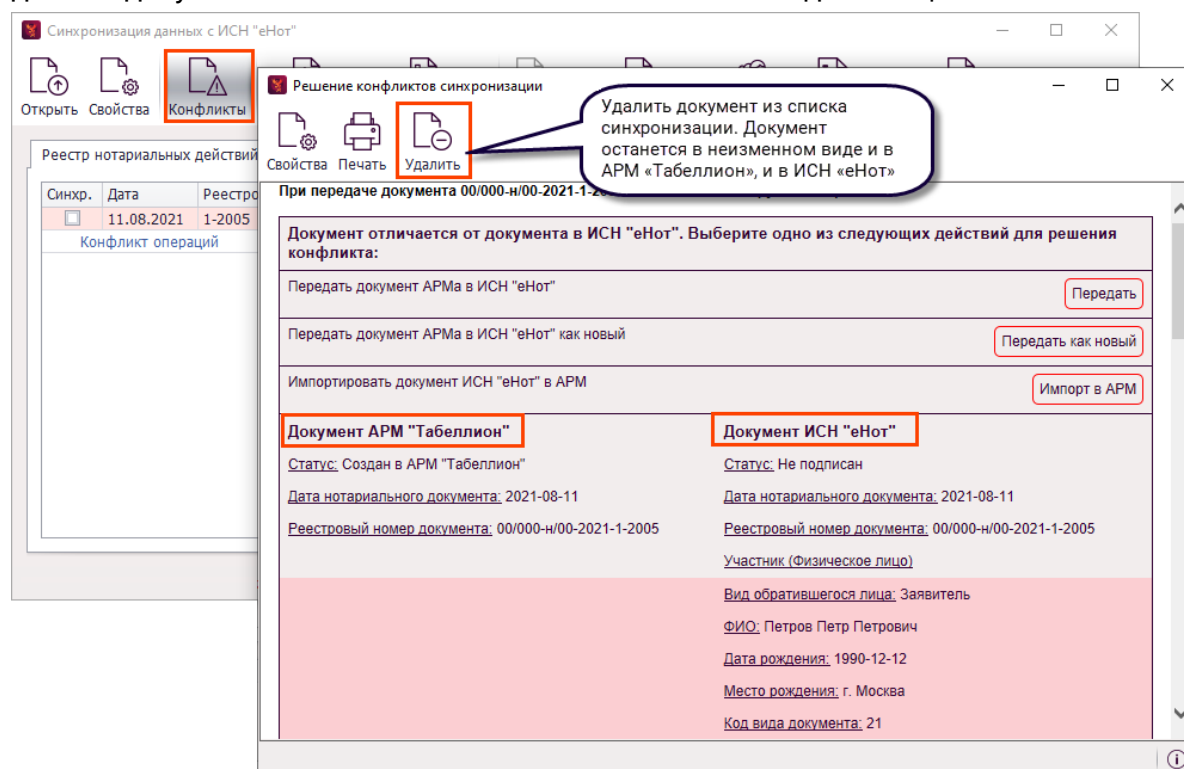 Синхронизация данных с ИСН "еНот"
Открыть Свойства Конфликты
Решение конфликтов синхронизации
Свойства Печать Удалить
Удалить документ из списка
синхронизации. Документ
останется в неизменном виде и в
АРМ «Табеллион», и в ИСН «еНот»
Реестр нотариальных действий
Синхр. Дата
11.08.2021 1-2005
Конфликт операций
При передаче документа
Документ отличается от документа в ИСН "еНот". Выберите одно из следующих действий для решения
конфликта:
Передать документ АРМа в ИСН "еНот"
Передать
Передать документ АРМа в ИСН "еНот" как новый
Передать как новый
Импортировать документ ИСН "еНот" в АРМ
Импорт в АРМ
Документ АРМ "Табеллион"
Статус: Создан в АРМ "Табеллион"
Дата нотариального документа: 2021-08-11
Реестровый номер документа: 00/000-н/00-2021-1-2005
Документ ИСН "еНот"
Статус: Не подписан
Дата нотариального документа: 2021-08-11
Реестровый номер документа: 00/000-н/00-2021-1-2005
Участник (Физическое лицо)
Вид обратившегося лица: Заявитель
ФИО: Петров Петр Петрович
Дата рождения: 1990-12-12
Место рождения: г. Москва
Код вида документа: 21